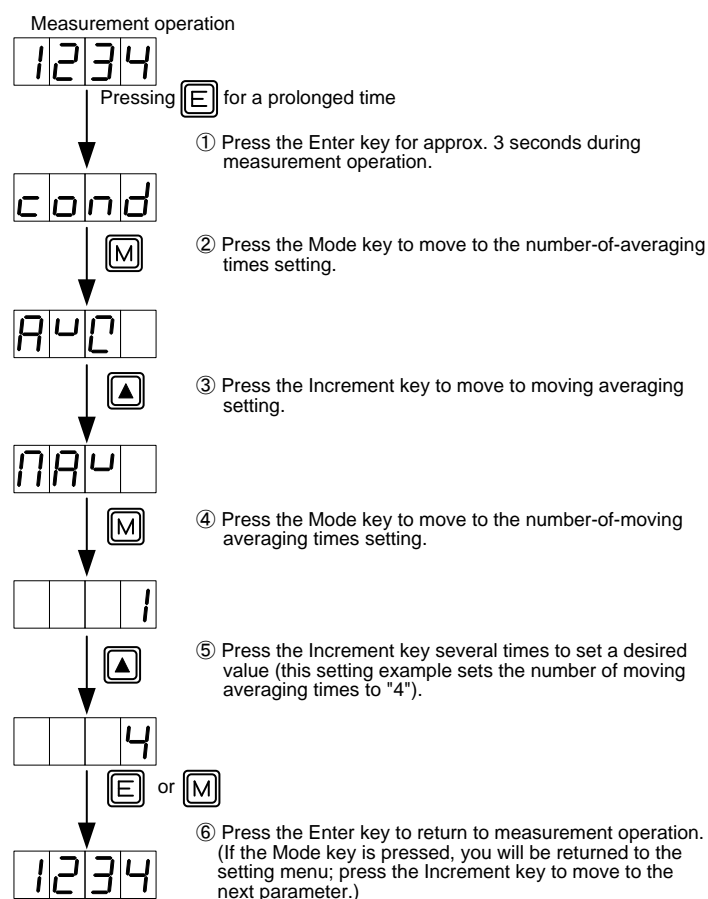 Measurement operation
1234
Pressing E for a prolonged time
① Press the Enter key for approx. 3 seconds during
measurement operation.
cond
M
② Press the Mode key to move to the number-of-averaging
times setting.
AuC
▲
③ Press the Increment key to move to moving averaging
setting.
MAu
M
④ Press the Mode key to move to the number-of-moving
averaging times setting.
1
▲
⑤ Press the Increment key several times to set a desired
value (this setting example sets the number of moving
averaging times to "4").
4
E or M
⑥ Press the Enter key to return to measurement operation.
(If the Mode key is pressed, you will be returned to the
setting menu; press the Increment key to move to the
next parameter.)
1234